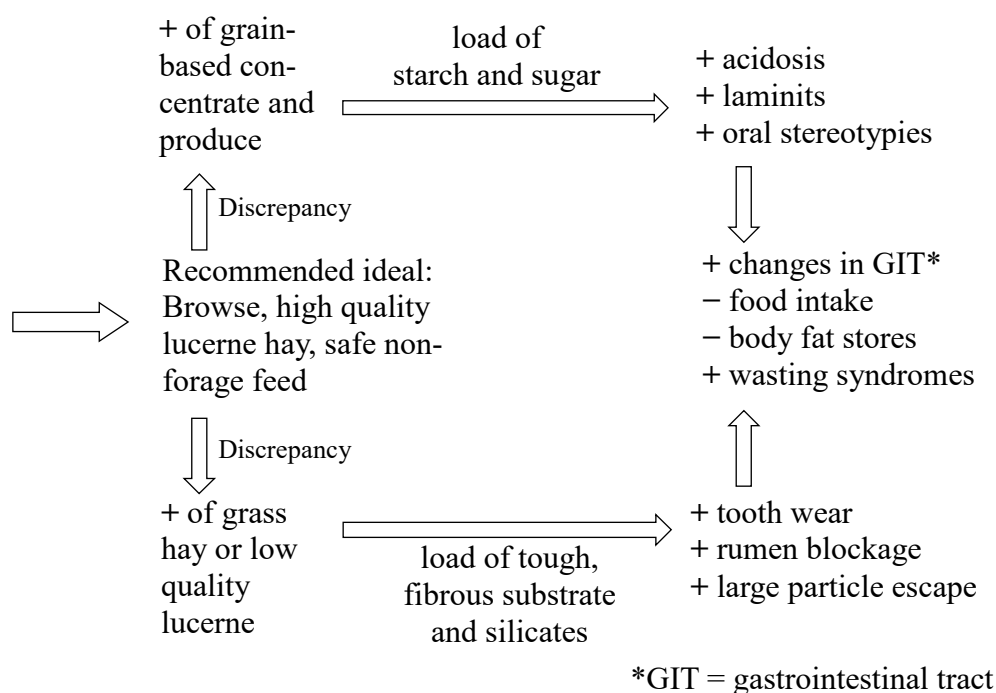 + of grain-
based con-
centrate and
produce
load of
starch and sugar
+ acidosis
+ laminits
+ oral stereotypies
Discrepancy
Recommended ideal:
Browse, high quality
lucerne hay, safe non-
forage feed
+ changes in GIT*
− food intake
− body fat stores
+ wasting syndromes
Discrepancy
+ of grass
hay or low
quality
lucerne
load of tough,
fibrous substrate
and silicates
+ tooth wear
+ rumen blockage
+ large particle escape
*GIT = gastrointestinal tract